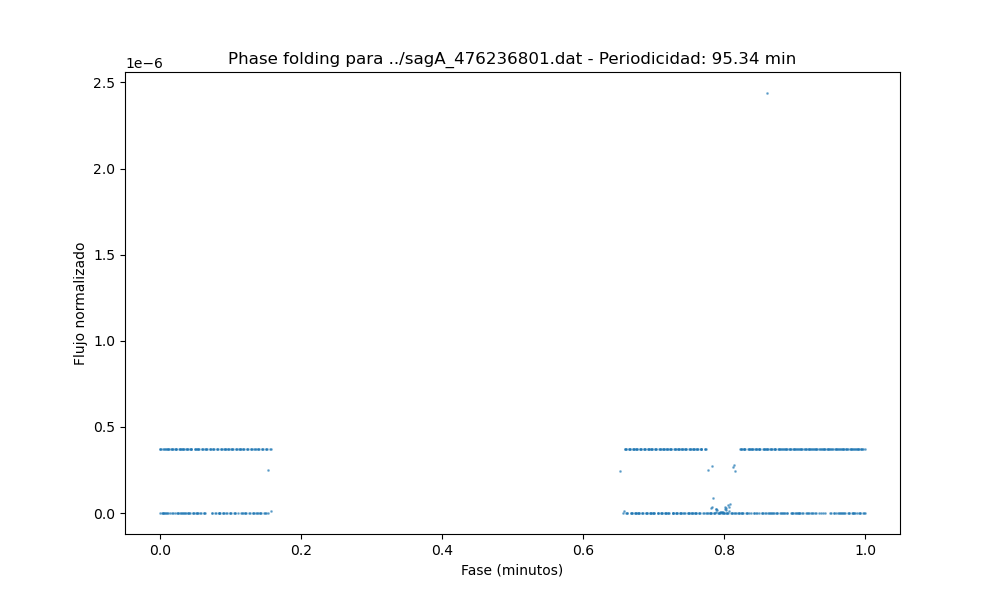 Phase folding para ../sagA_476236801.dat - Periodicidad: 95.34 min
1e−6
2.5
2.0
1.5
1.0
0.5
0.0
Flujo normalizado
0.0 0.2 0.4 0.6 0.8 1.0
Fase (minutos)